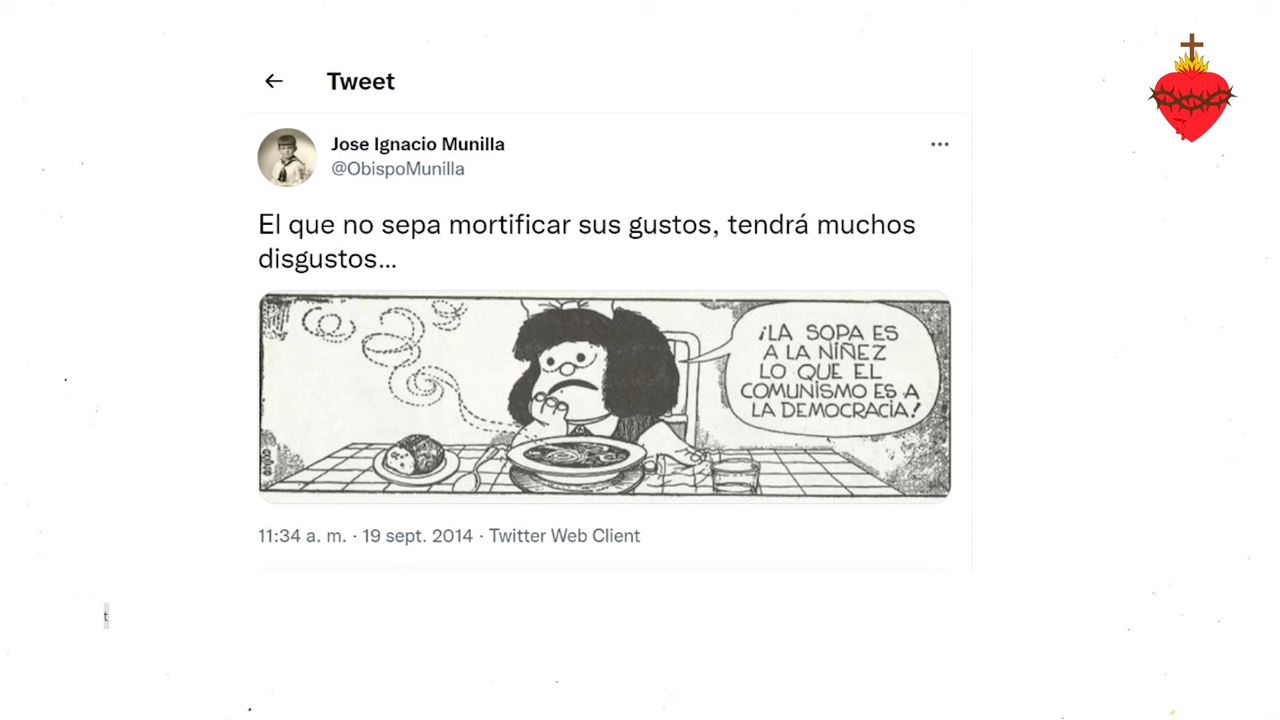 Tweet
Jose Ignacio Munilla
@ObispoMunilla
El que no sepa mortificar sus gustos, tendrá muchos
disgustos...
¡LA SOPA ES
A LA NIÑEZ
LO QUE EL
COMUNISMO ES A
LA DEMOCRACIA!
11:34 a. m. · 19 sept. 2014 · Twitter Web Client
t